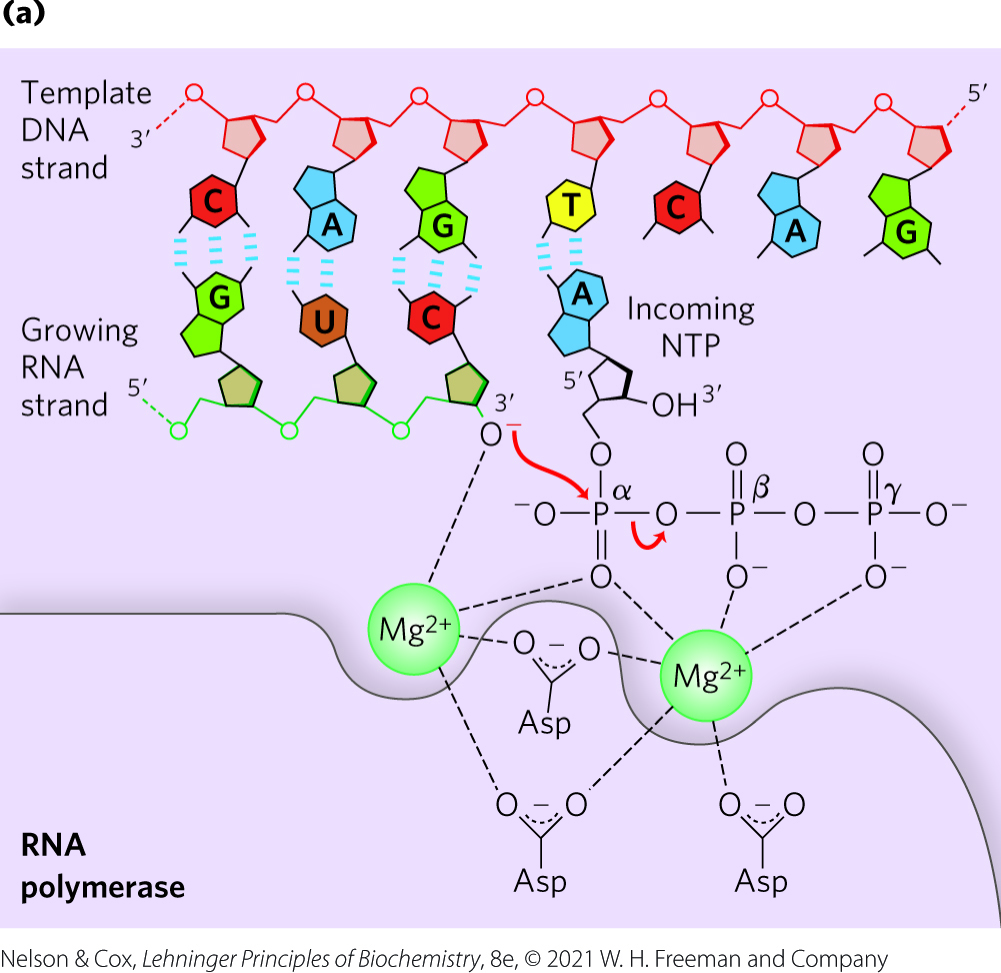 (a)
Template
DNA
strand
3′
5′
C A G T C A G
G U C A
Incoming
NTP
Growing
RNA
strand
5′
3′
5′
OH 3′
O−
O
O O
−O P α O P β O P γ O−
O O− O−
Mg2+
Mg2+
O − O
Asp
O − O
Asp
O − O
Asp
RNA
polymerase
Nelson & Cox, Lehninger Principles of Biochemistry, 8e, © 2021 W. H. Freeman and Company